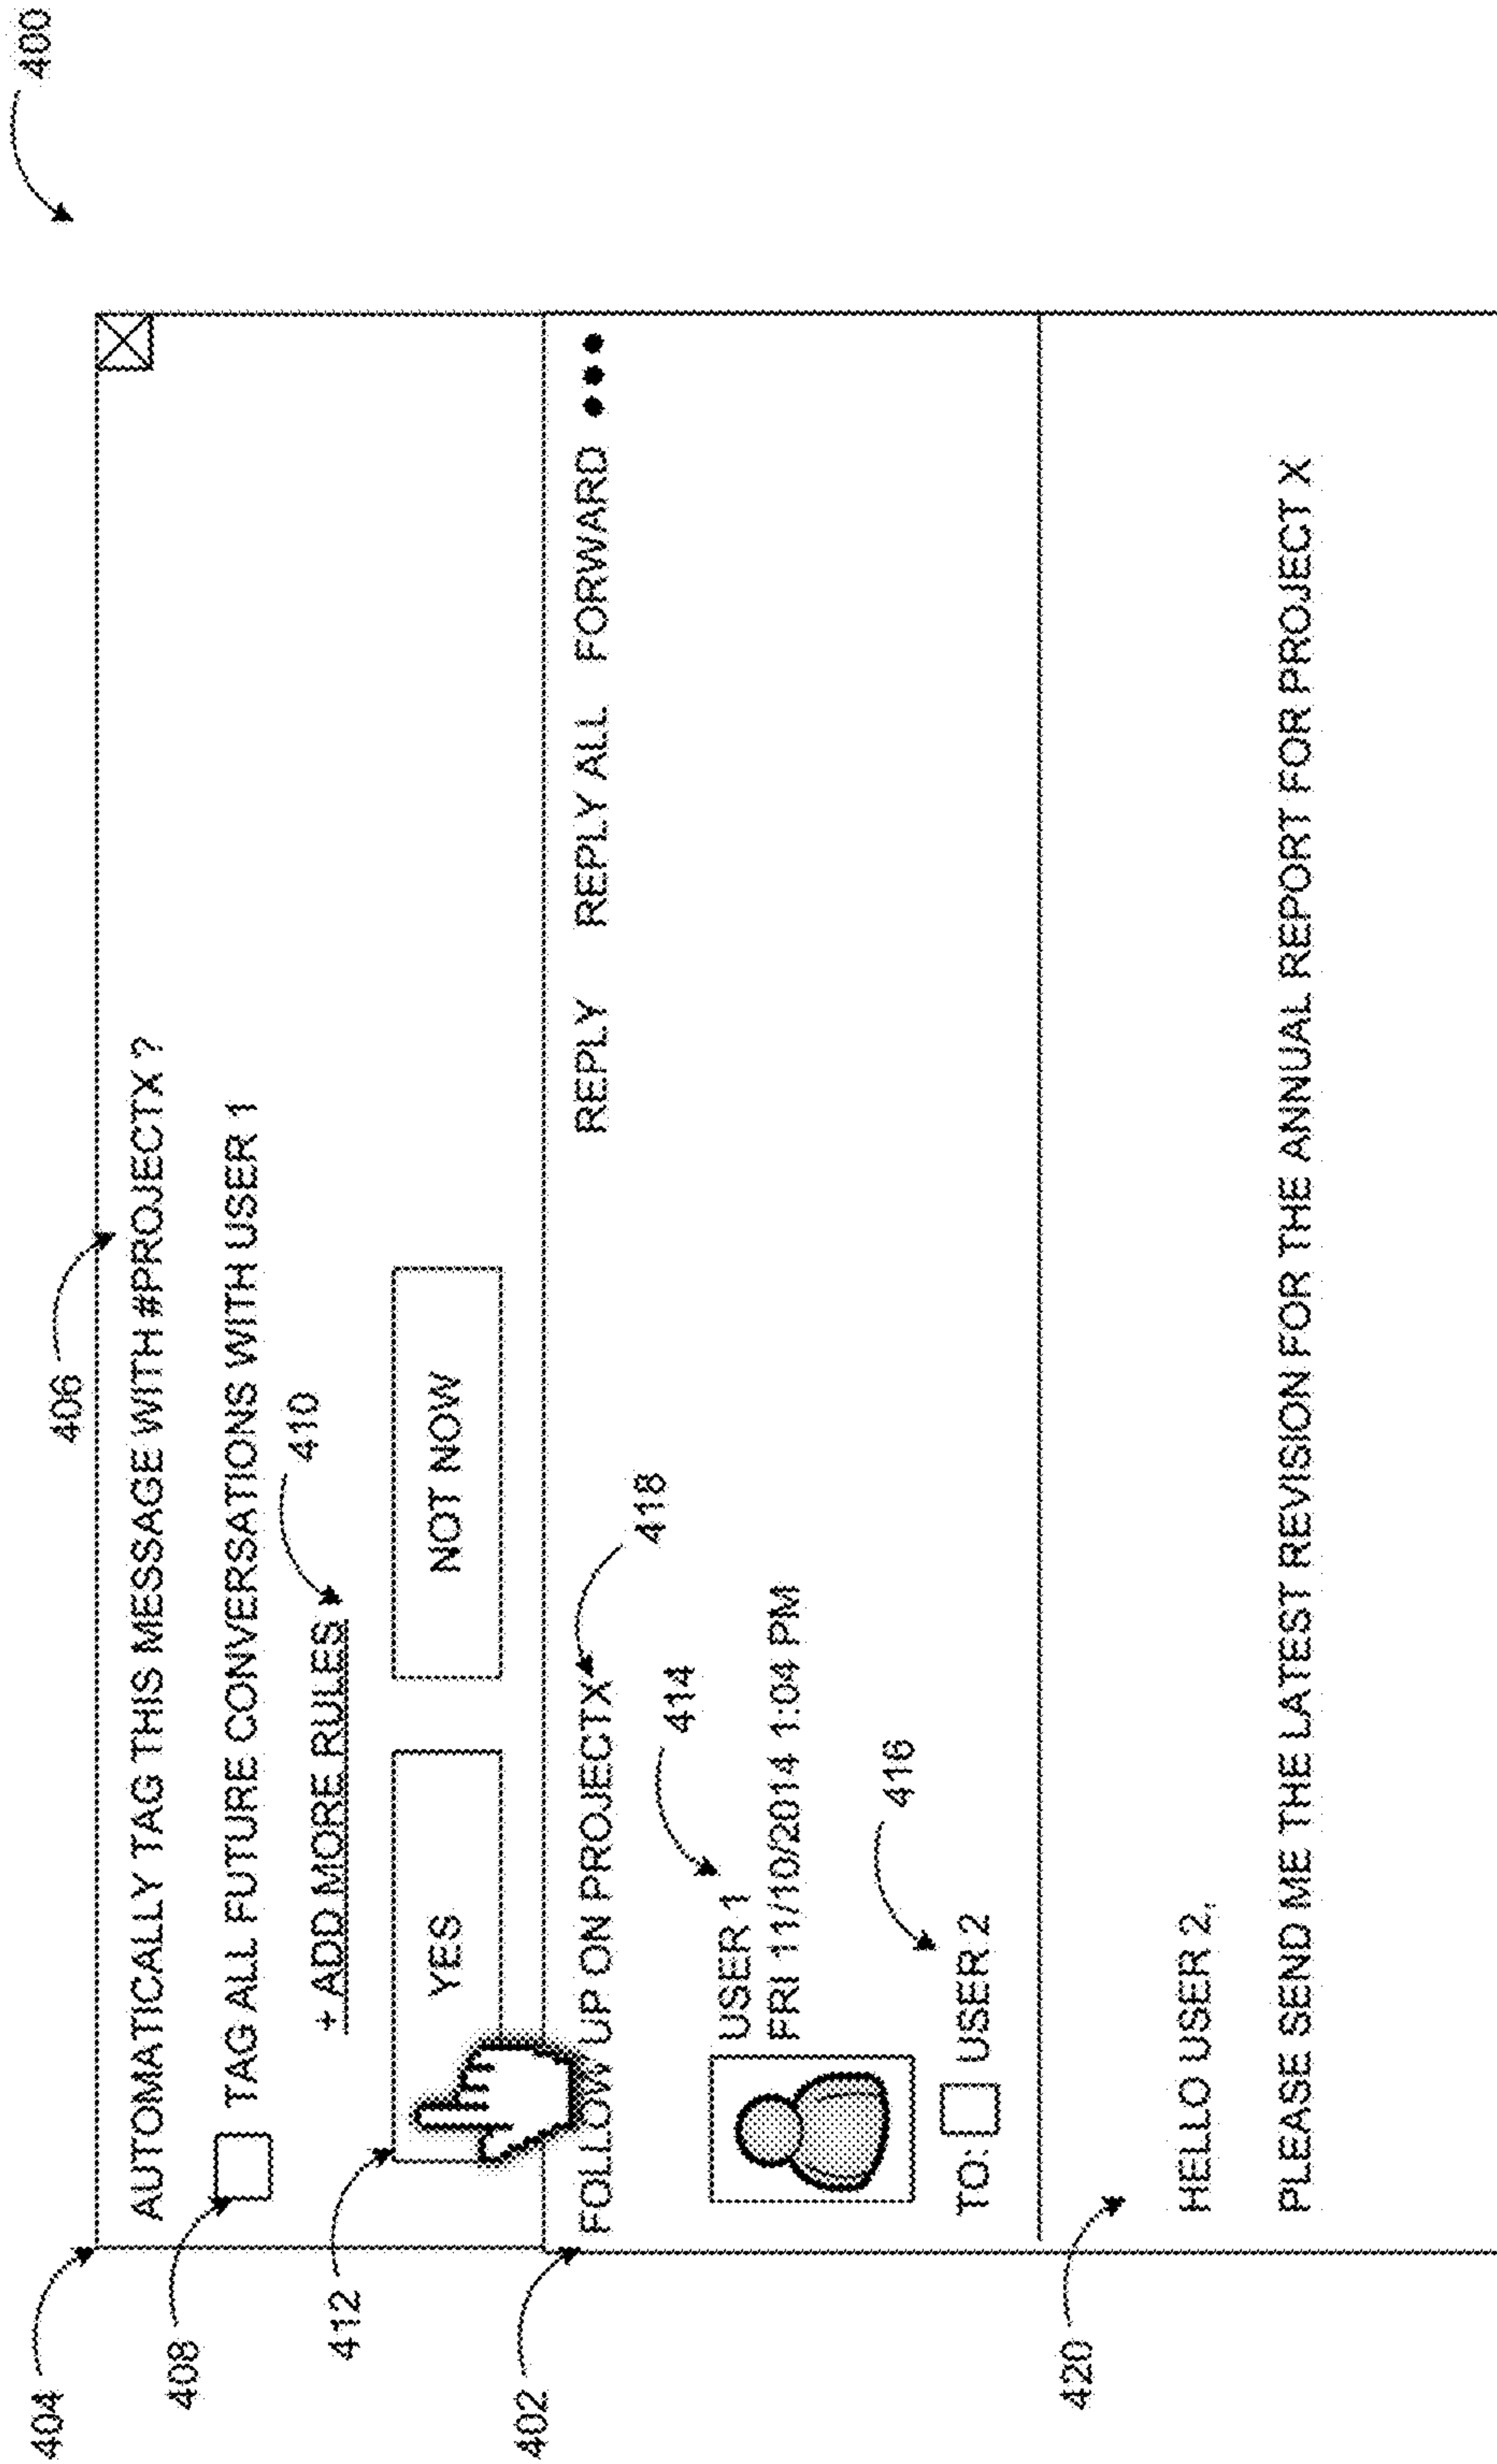 400
404
406
AUTOMATICALLY TAG THIS MESSAGE WITH #PROJECTX ?
408
TAG ALL FUTURE CONVERSATIONS WITH USER 1
410
+ ADD MORE RULES
412
YES NOT NOW
402
FOLLOW UP ON PROJECTX REPLY REPLY ALL FORWARD •••
418
414
USER 1
FRI 11/10/2014 1:04 PM
416
TO: USER 2
420
HELLO USER 2,
PLEASE SEND ME THE LATEST REVISION FOR THE ANNUAL REPORT FOR PROJECT X